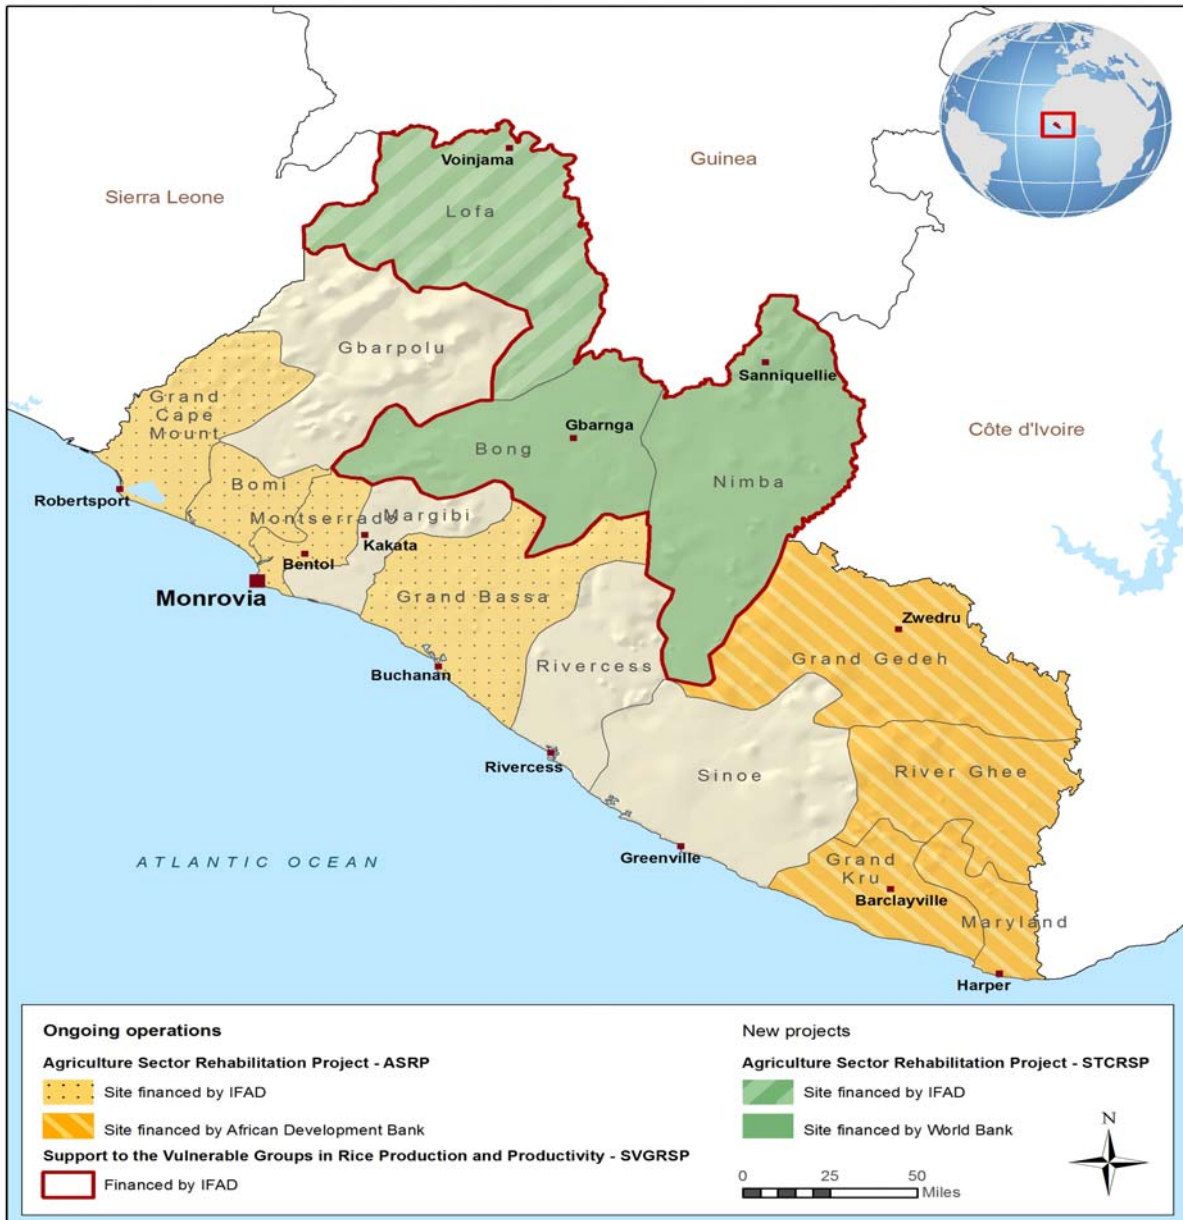 Voinjama
Guinea
Sierra Leone
Lofa
Gbarpolu
Sanniquellie
Grand
Cape
Mount
Gbarnga
Côte d'Ivoire
Bong
Nimba
Robertsport
Bomi
Montserrado
Margibi
Kakata
Bentol
Monrovia
Grand Bassa
Zwedru
Grand Gedeh
Rivercess
Buchanan
Rivercess
Sinoe
River Ghee
ATLANTIC OCEAN
Greenville
Grand
Kru
Barclayville
Maryland
Harper
Ongoing operations
Agriculture Sector Rehabilitation Project - ASRP
Site financed by IFAD
Site financed by African Development Bank
Support to the Vulnerable Groups in Rice Production and Productivity - SVGRSP
Financed by IFAD
New projects
Agriculture Sector Rehabilitation Project - STCRSP
Site financed by IFAD
Site financed by World Bank
N
0 25 50
Miles